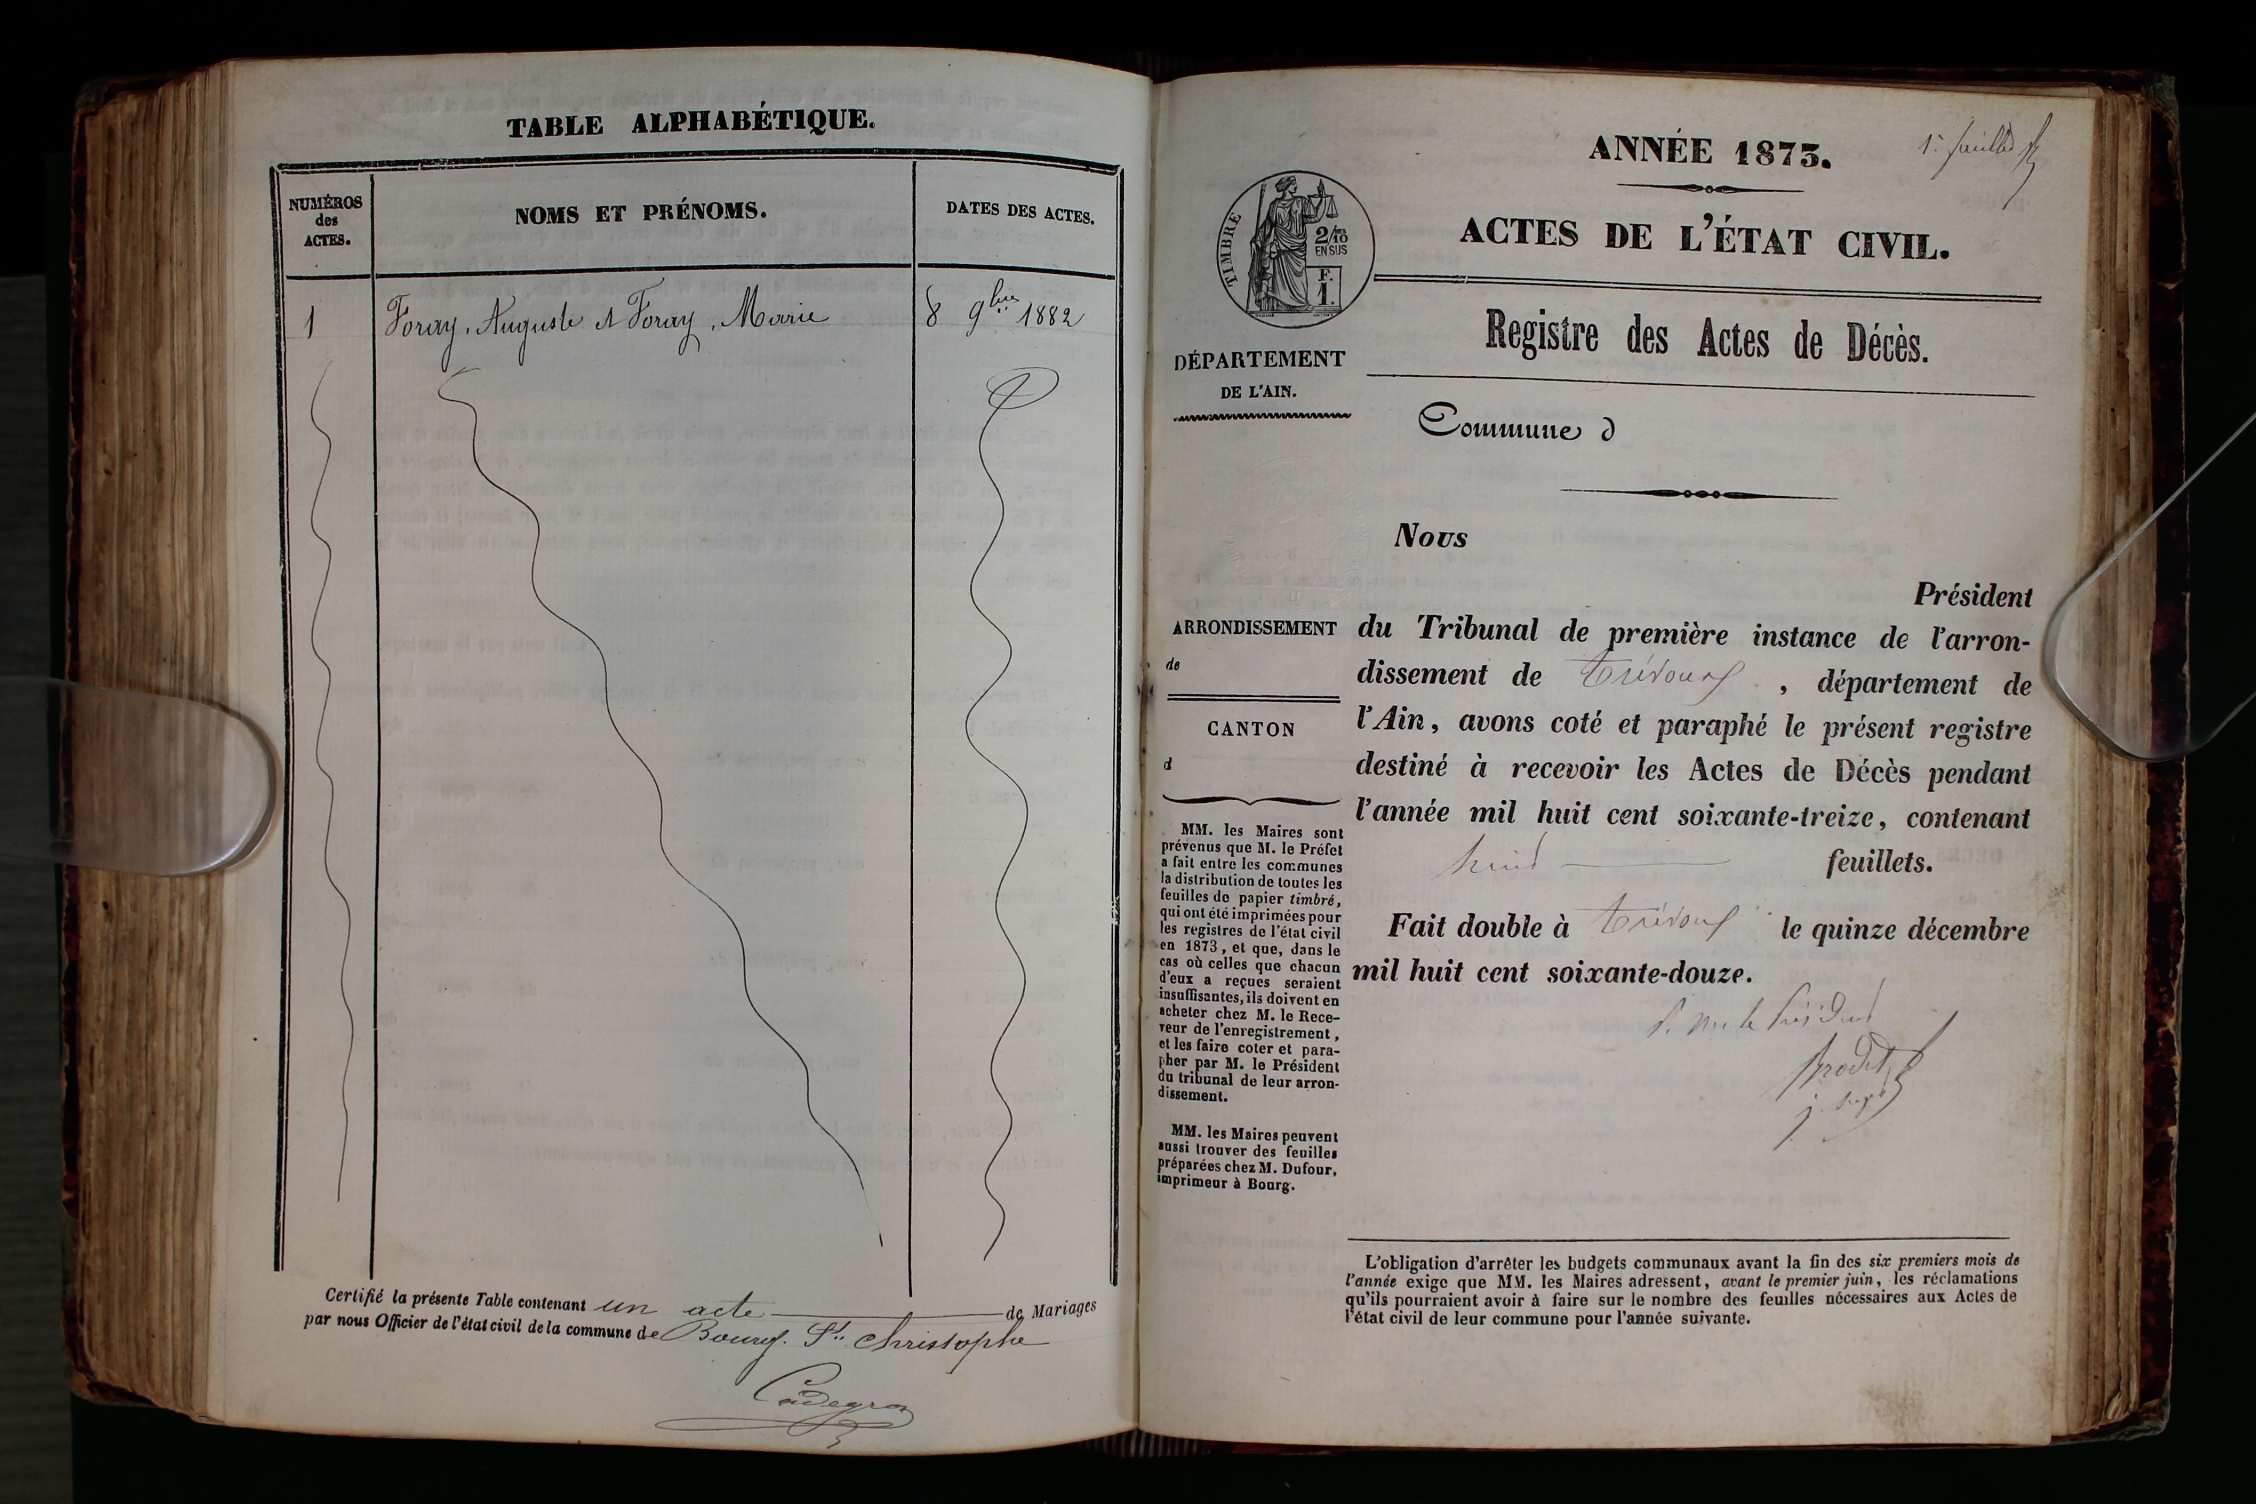 TABLE ALPHABÉTIQUE.
NUMÉROS
des
ACTES.
NOMS ET PRÉNOMS.
DATES DES ACTES.
1
Foray, Auguste et Foray, Marie
8 9bre 1882
Certifié la présente Table contenant un acte de Mariages
par nous Officier de l'état civil de la commune de Bourg St Christophe
ANNÉE 1873.
1er feuillet
ACTES DE L'ÉTAT CIVIL.
TIMBRE
2/10
EN SUS
F.
1.
DÉPARTEMENT
DE L'AIN.
Registre des Actes de Décès.
Commune d
Nous
Président
ARRONDISSEMENT
de
CANTON
d
du Tribunal de première instance de l'arron-
dissement de Trévoux, département de
l'Ain, avons coté et paraphé le présent registre
destiné à recevoir les Actes de Décès pendant
l'année mil huit cent soixante-treize, contenant
feuillets.
Fait double à Trévoux le quinze décembre
mil huit cent soixante-douze.
MM. les Maires sont
prévenus que M. le Préfet
a fait entre les communes
la distribution de toutes les
feuilles de papier timbré,
qui ont été imprimées pour
les registres de l'état civil
en 1873, et que, dans le
cas où celles que chacun
d'eux a reçues seraient
insuffisantes, ils doivent en
acheter chez M. le Rece-
veur de l'enregistrement,
et les faire coter et para-
pher par M. le Président
du tribunal de leur arron-
dissement.
MM. les Maires peuvent
aussi trouver des feuilles
préparées chez M. Dufour,
imprimeur à Bourg.
L'obligation d'arrêter les budgets communaux avant la fin des six premiers mois de
l'année exige que MM. les Maires adressent, avant le premier juin, les réclamations
qu'ils pourraient avoir à faire sur le nombre des feuilles nécessaires aux Actes de
l'état civil de leur commune pour l'année suivante.